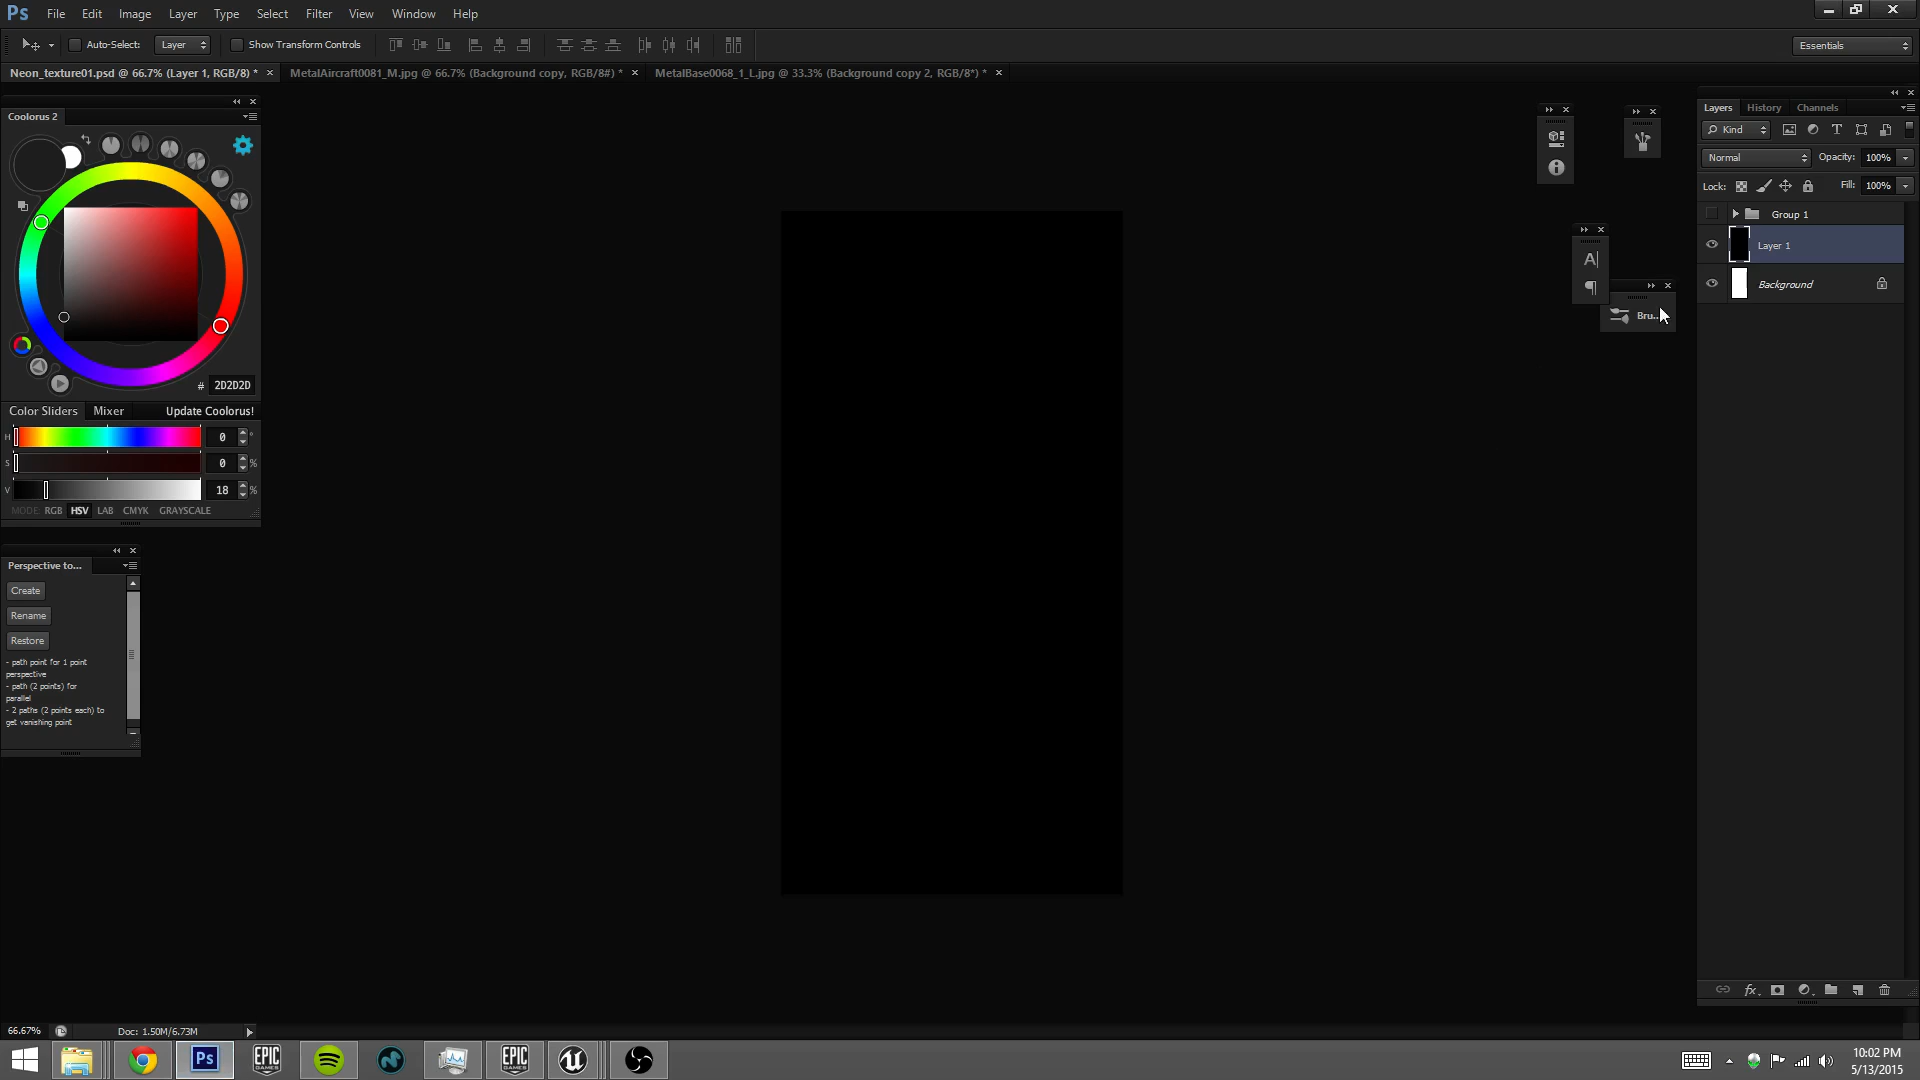 Ps File Edit Image Layer Type Select Filter View Window Help
Auto-Select: Layer Show Transform Controls Essentials
Neon_texture01.psd @ 66.7% (Layer 1, RGB/8) * × MetalAircraft0081_M.jpg @ 66.7% (Background copy, RGB/8#) * × MetalBase0068_1_L.jpg @ 33.3% (Background copy 2, RGB/8*) * ×
Coolorus 2
# 2D2D2D
Color Sliders Mixer Update Coolorus!
H 0 °
S 0 %
V 18 %
MODE: RGB HSV LAB CMYK GRAYSCALE
Perspective to...
Create
Rename
Restore
- path point for 1 point
perspective
- path (2 points) for
parallel
- 2 paths (2 points each) to
get vanishing point
A
¶
Bru...
Layers History Channels
Kind
Normal Opacity: 100%
Lock: Fill: 100%
Group 1
Layer 1
Background
fx
66.67% Doc: 1.50M/6.73M
Ps
EPIC
GAMES
EPIC
GAMES
10:02 PM
5/13/2015